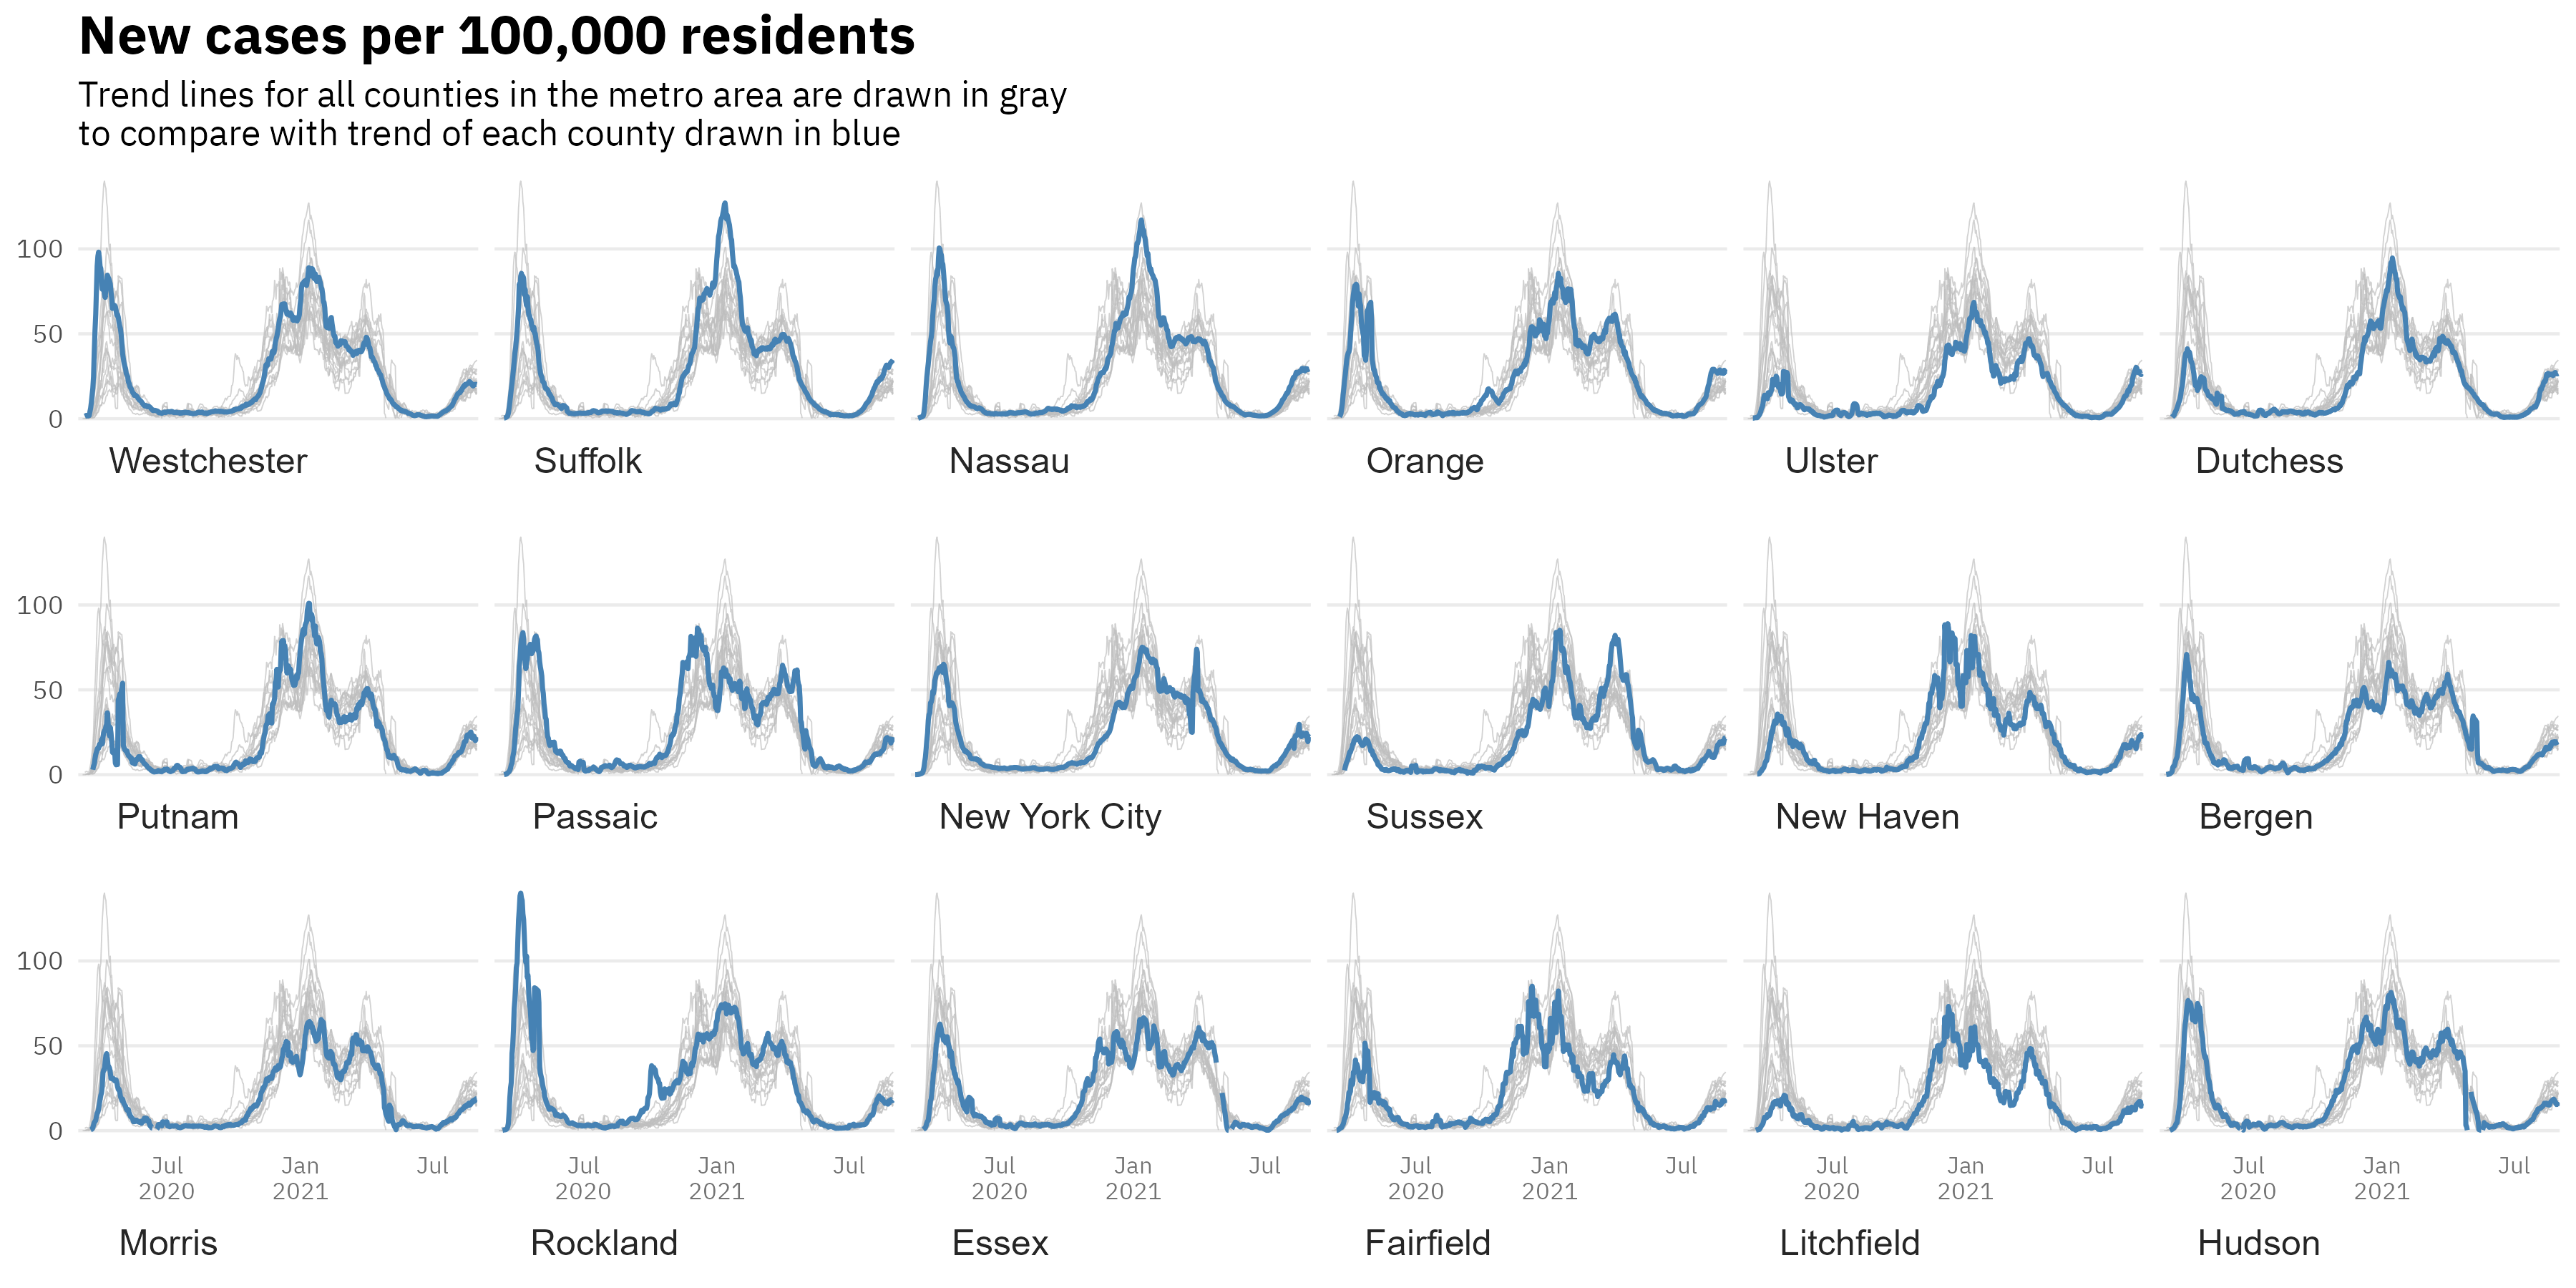 New cases per 100,000 residents
Trend lines for all counties in the metro area are drawn in gray
to compare with trend of each county drawn in blue
100
50
0
Westchester Suffolk Nassau Orange Ulster Dutchess
100
50
0
Putnam Passaic New York City Sussex New Haven Bergen
100
50
0
Jul Jan Jul Jul Jan Jul Jul Jan Jul Jul Jan Jul Jul Jan Jul Jul Jan Jul
2020 2021 2020 2021 2020 2021 2020 2021 2020 2021 2020 2021
Morris Rockland Essex Fairfield Litchfield Hudson